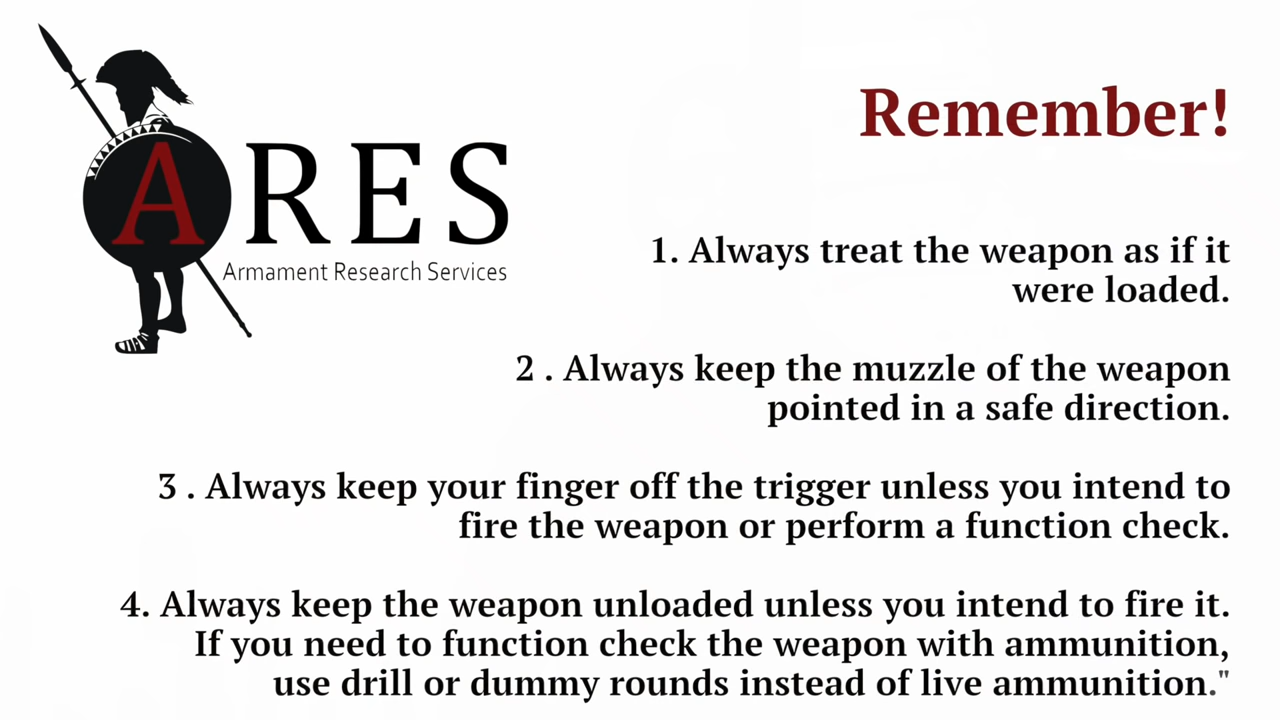 ARES
Armament Research Services
Remember!
1. Always treat the weapon as if it
were loaded.
2 . Always keep the muzzle of the weapon
pointed in a safe direction.
3 . Always keep your finger off the trigger unless you intend to
fire the weapon or perform a function check.
4. Always keep the weapon unloaded unless you intend to fire it.
If you need to function check the weapon with ammunition,
use drill or dummy rounds instead of live ammunition."